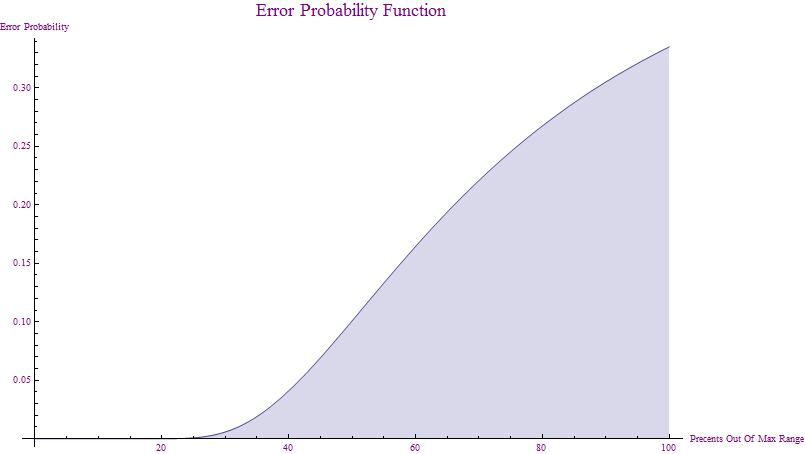 Error Probability Function
Error Probability
0.30
0.25
0.20
0.15
0.10
0.05
20 40 60 80 100
Precents Out Of Max Range